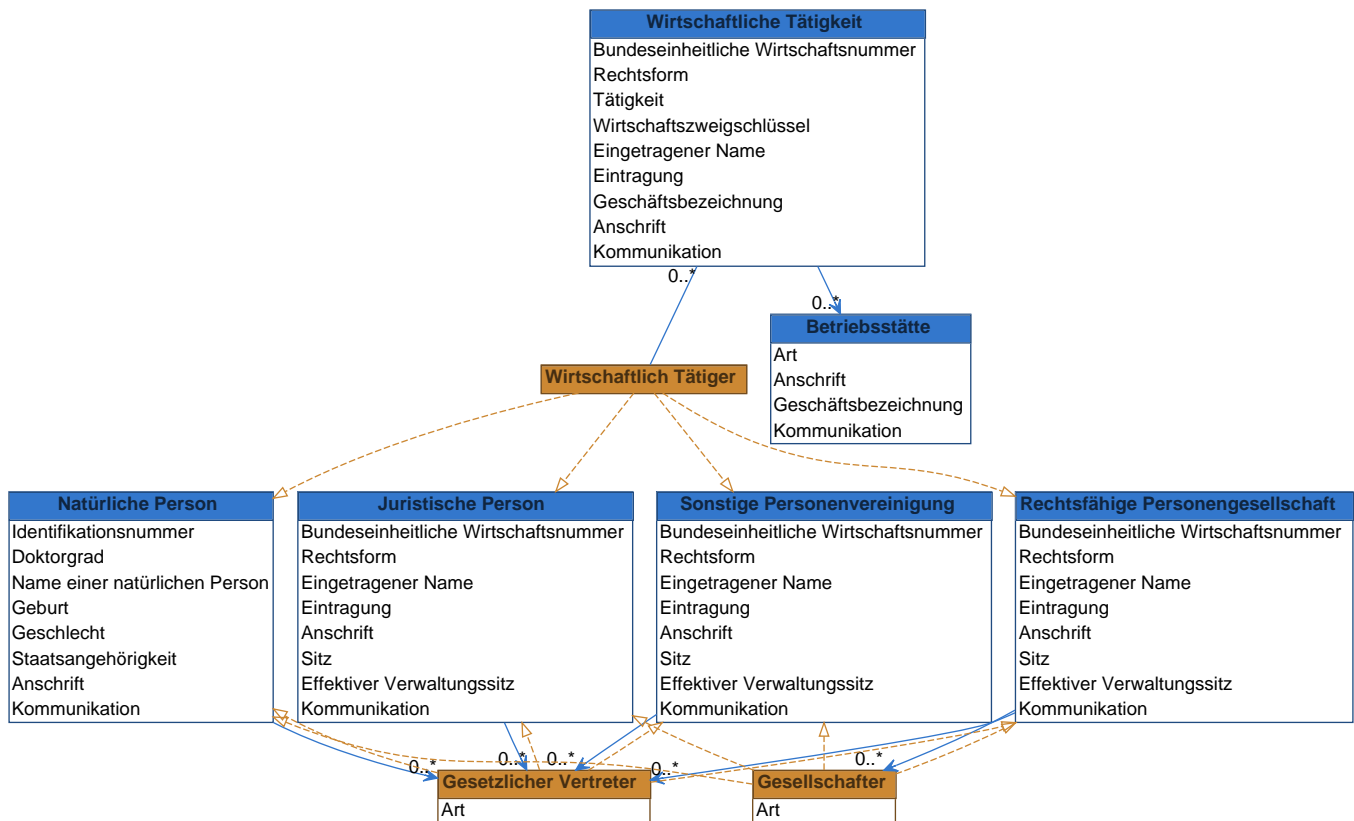 Wirtschaftliche Tätigkeit
Bundeseinheitliche Wirtschaftsnummer
Rechtsform
Tätigkeit
Wirtschaftszweigschlüssel
Eingetragener Name
Eintragung
Geschäftsbezeichnung
Anschrift
Kommunikation
0..*
0..*
Betriebsstätte
Art
Anschrift
Geschäftsbezeichnung
Kommunikation
Wirtschaftlich Tätiger
Natürliche Person
Identifikationsnummer
Doktorgrad
Name einer natürlichen Person
Geburt
Geschlecht
Staatsangehörigkeit
Anschrift
Kommunikation
Juristische Person
Bundeseinheitliche Wirtschaftsnummer
Rechtsform
Eingetragener Name
Eintragung
Anschrift
Sitz
Effektiver Verwaltungssitz
Kommunikation
Sonstige Personenvereinigung
Bundeseinheitliche Wirtschaftsnummer
Rechtsform
Eingetragener Name
Eintragung
Anschrift
Sitz
Effektiver Verwaltungssitz
Kommunikation
Rechtsfähige Personengesellschaft
Bundeseinheitliche Wirtschaftsnummer
Rechtsform
Eingetragener Name
Eintragung
Anschrift
Sitz
Effektiver Verwaltungssitz
Kommunikation
0..*
0..*
0..*
0..*
0..*
Gesetzlicher Vertreter
Art
Gesellschafter
Art